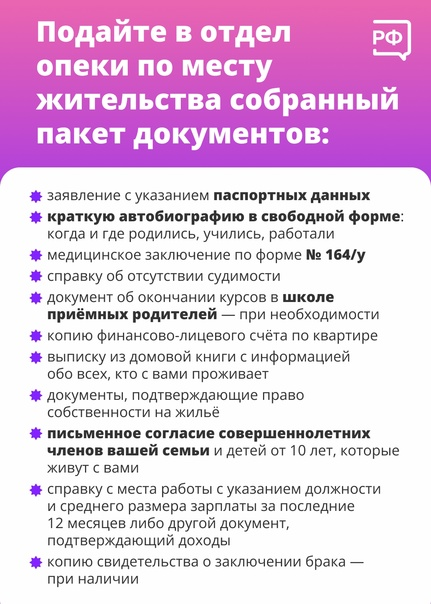 Подайте в отдел
опеки по месту
жительства собранный
пакет документов:
РФ
заявление с указанием паспортных данных
краткую автобиографию в свободной форме:
когда и где родились, учились, работали
медицинское заключение по форме № 164/у
справку об отсутствии судимости
документ об окончании курсов в школе
приёмных родителей — при необходимости
копию финансово-лицевого счёта по квартире
выписку из домовой книги с информацией
обо всех, кто с вами проживает
документы, подтверждающие право
собственности на жильё
письменное согласие совершеннолетних
членов вашей семьи и детей от 10 лет, которые
живут с вами
справку с места работы с указанием должности
и среднего размера зарплаты за последние
12 месяцев либо другой документ,
подтверждающий доходы
копию свидетельства о заключении брака —
при наличии